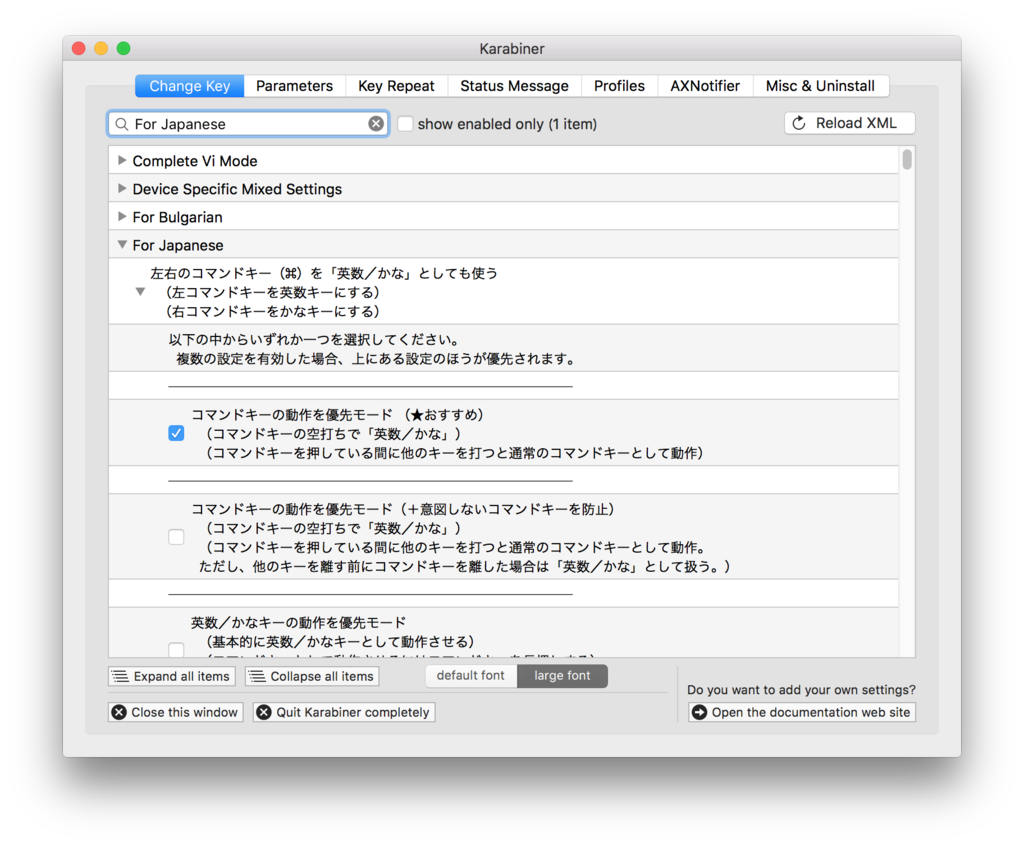 Karabiner
Change Key Parameters Key Repeat Status Message Profiles AXNotifier Misc & Uninstall
For Japanese show enabled only (1 item) Reload XML
Complete Vi Mode
Device Specific Mixed Settings
For Bulgarian
For Japanese
左右のコマンドキー（⌘）を「英数／かな」としても使う
（左コマンドキーを英数キーにする）
（右コマンドキーをかなキーにする）
以下の中からいずれか一つを選択してください。
複数の設定を有効した場合、上にある設定のほうが優先されます。
コマンドキーの動作を優先モード （★おすすめ）
（コマンドキーの空打ちで「英数／かな」）
（コマンドキーを押している間に他のキーを打つと通常のコマンドキーとして動作）
コマンドキーの動作を優先モード（＋意図しないコマンドキーを防止）
（コマンドキーの空打ちで「英数／かな」）
（コマンドキーを押している間に他のキーを打つと通常のコマンドキーとして動作。
ただし、他のキーを離す前にコマンドキーを離した場合は「英数／かな」として扱う。）
英数／かなキーの動作を優先モード
（基本的に英数／かなキーとして動作させる）
Expand all items Collapse all items default font large font
Do you want to add your own settings?
Close this window Quit Karabiner completely Open the documentation web site